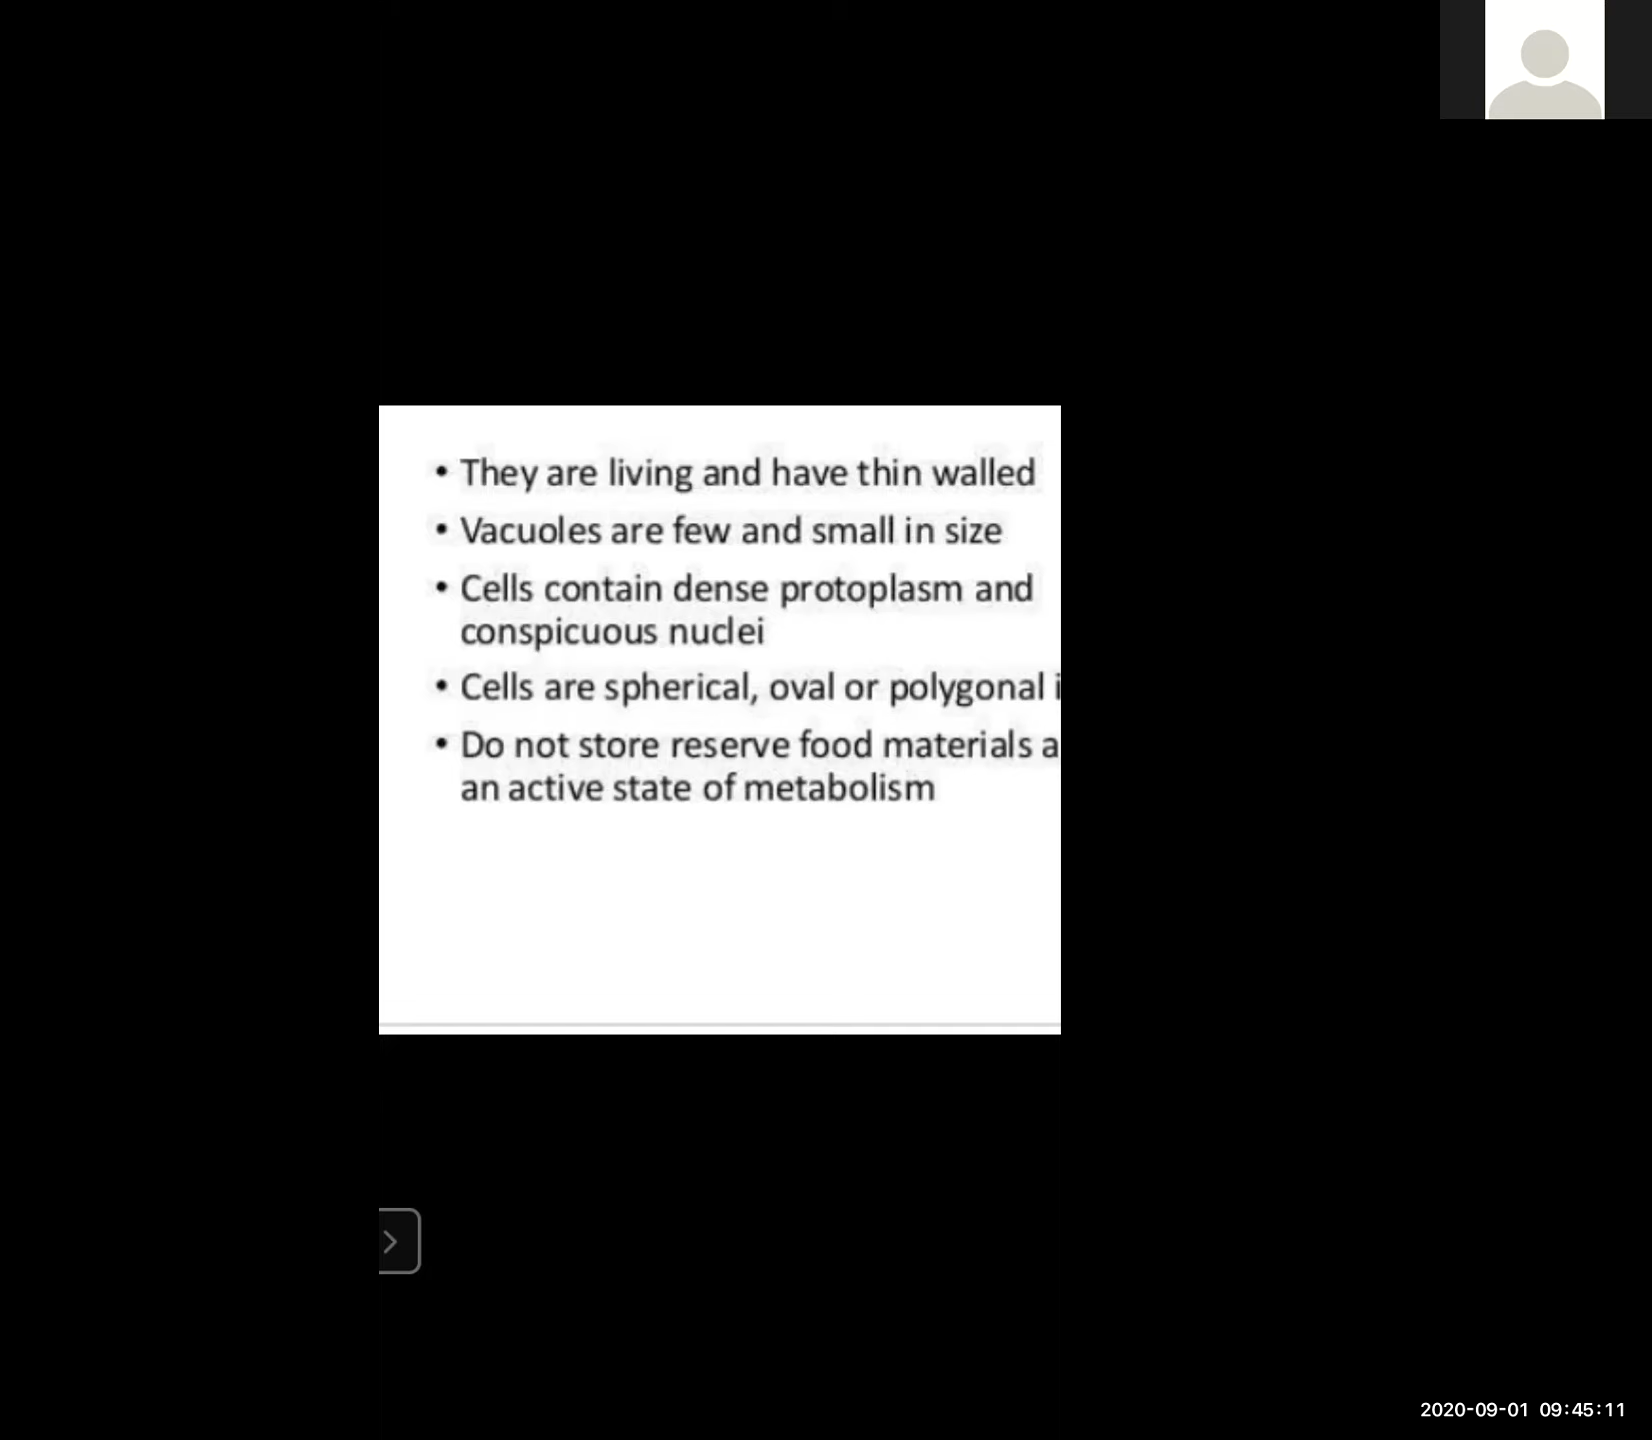 • They are living and have thin walled
• Vacuoles are few and small in size
• Cells contain dense protoplasm and
conspicuous nuclei
• Cells are spherical, oval or polygonal
• Do not store reserve food materials
an active state of metabolism
2020-09-01 09:45:11